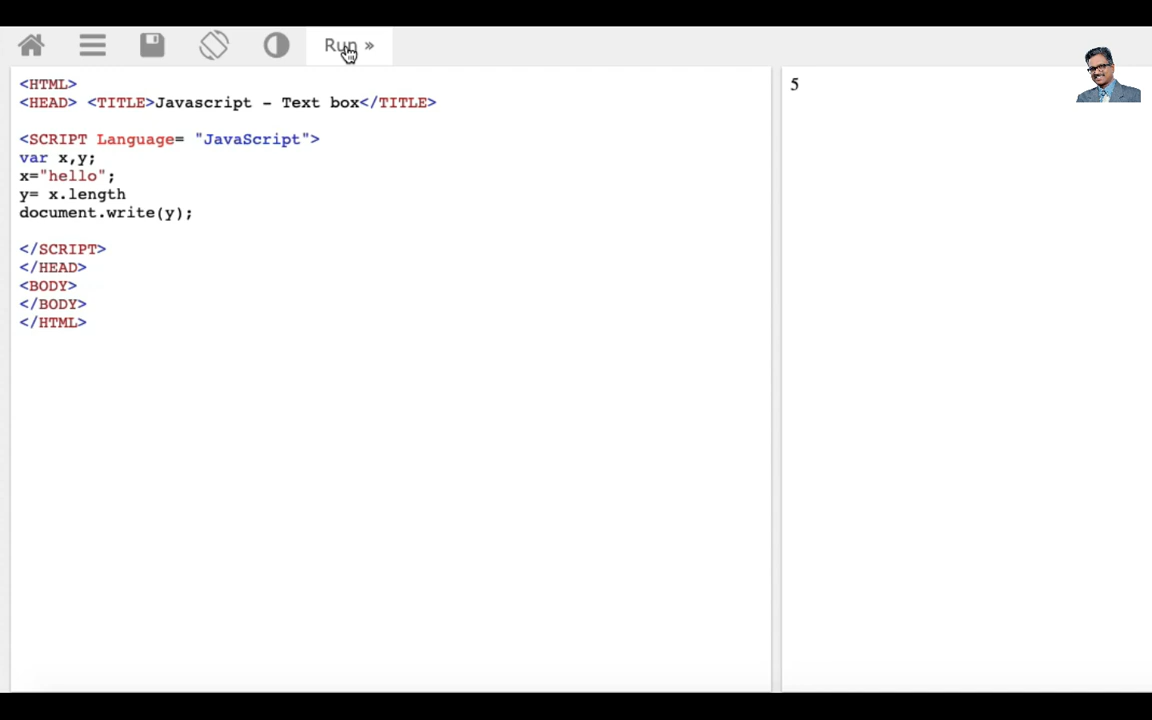 Run »
<HTML>
<HEAD> <TITLE>Javascript - Text box</TITLE>
<SCRIPT Language= "JavaScript">
var x,y;
x="hello";
y= x.length
document.write(y);
</SCRIPT>
</HEAD>
<BODY>
</BODY>
</HTML>
5